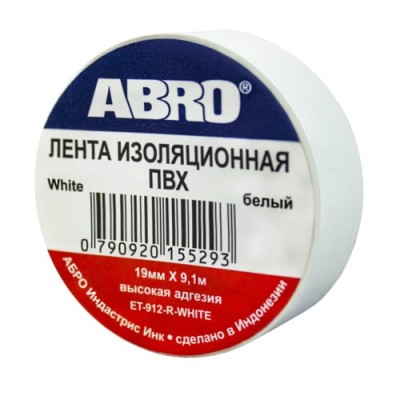 ABRO®
ЛЕНТА ИЗОЛЯЦИОННАЯ
ПВХ
White белый
0 790920 155293
19мм X 9,1м
высокая адгезия
ET-912-R-WHITE
АБРО Индастрис Инк • сделано в Индонезии